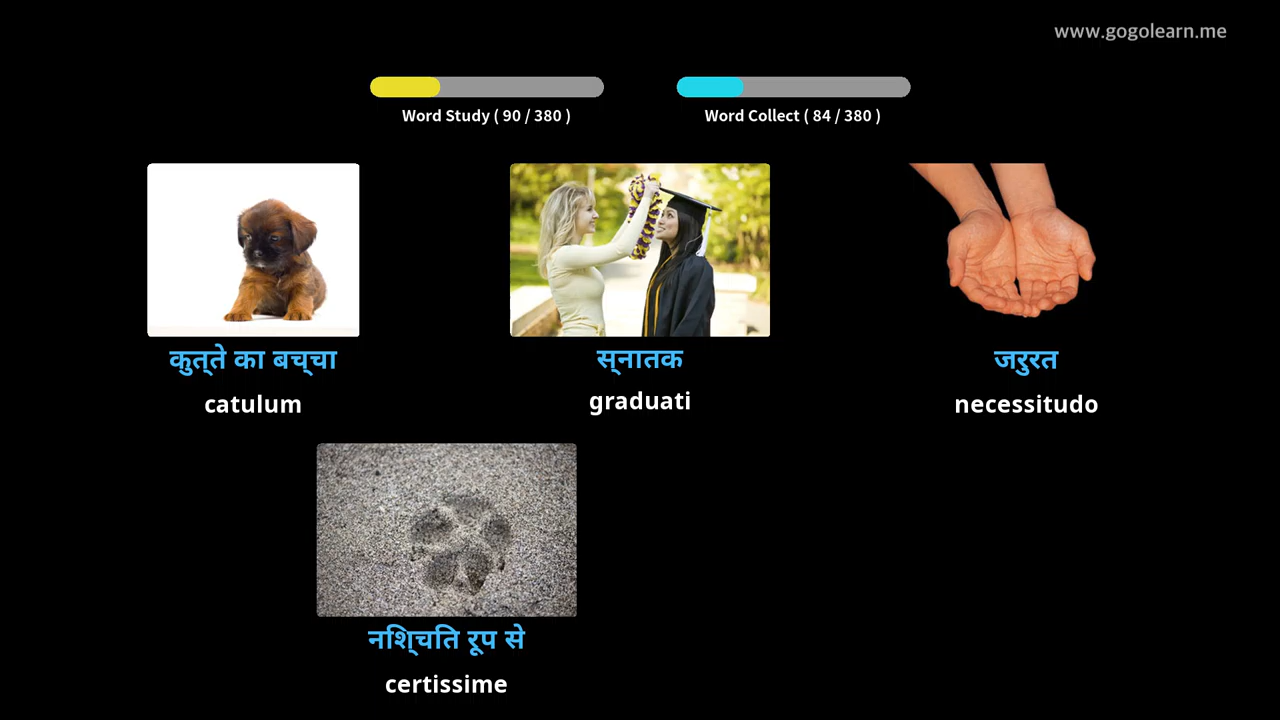 www.gogolearn.me
Word Study ( 90 / 380 )
Word Collect ( 84 / 380 )
कुत्ते का बच्चा
स्नातक
जरुरत
catulum
graduati
necessitudo
नश्चिति रूप से
certissime